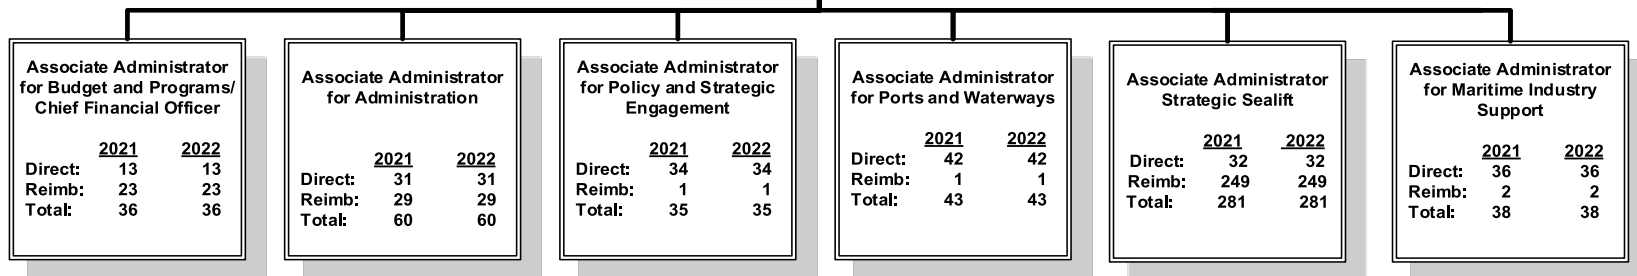 Associate Administrator
for Budget and Programs/
Chief Financial Officer
2021 2022
Direct: 13 13
Reimb: 23 23
Total: 36 36
Associate Administrator
for Administration
2021 2022
Direct: 31 31
Reimb: 29 29
Total: 60 60
Associate Administrator
for Policy and Strategic
Engagement
2021 2022
Direct: 34 34
Reimb: 1 1
Total: 35 35
Associate Administrator
for Ports and Waterways
2021 2022
Direct: 42 42
Reimb: 1 1
Total: 43 43
Associate Administrator
Strategic Sealift
2021 2022
Direct: 32 32
Reimb: 249 249
Total: 281 281
Associate Administrator
for Maritime Industry
Support
2021 2022
Direct: 36 36
Reimb: 2 2
Total: 38 38